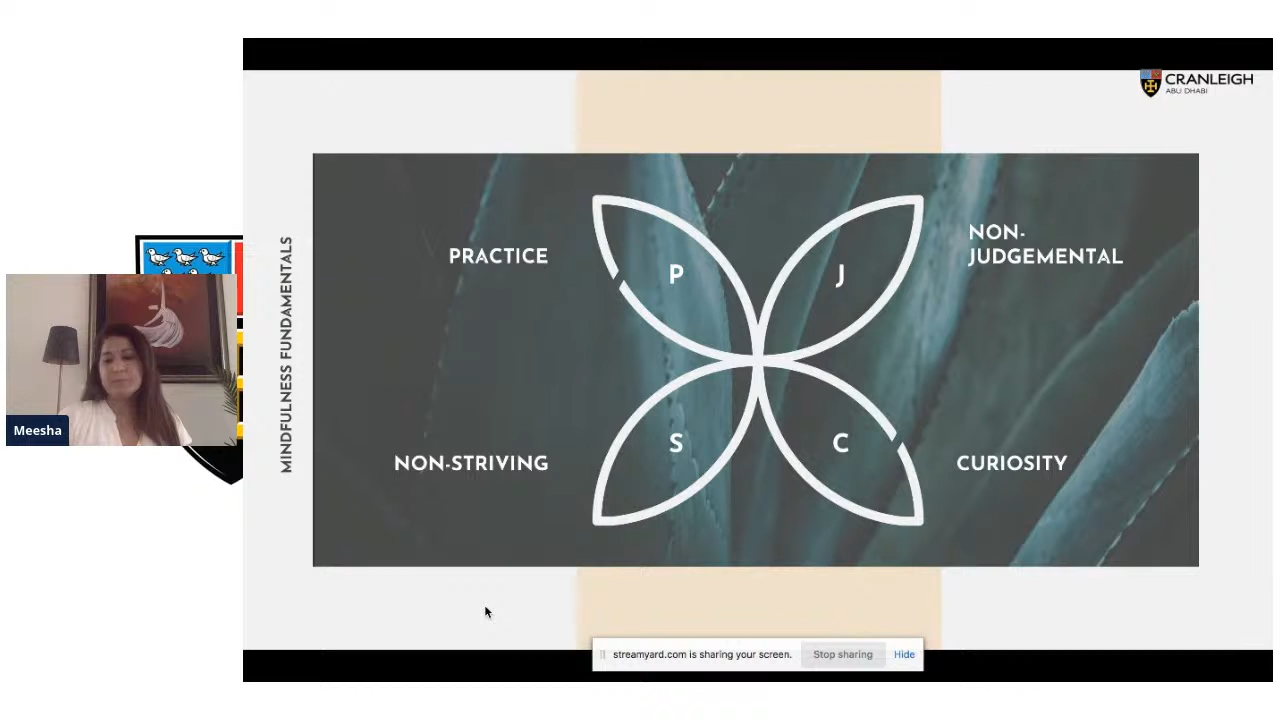 CRANLEIGH
ABU DHABI
MINDFULNESS FUNDAMENTALS
PRACTICE
P
J
NON-
JUDGEMENTAL
NON-STRIVING
S
C
CURIOSITY
Meesha
streamyard.com is sharing your screen.
Stop sharing
Hide